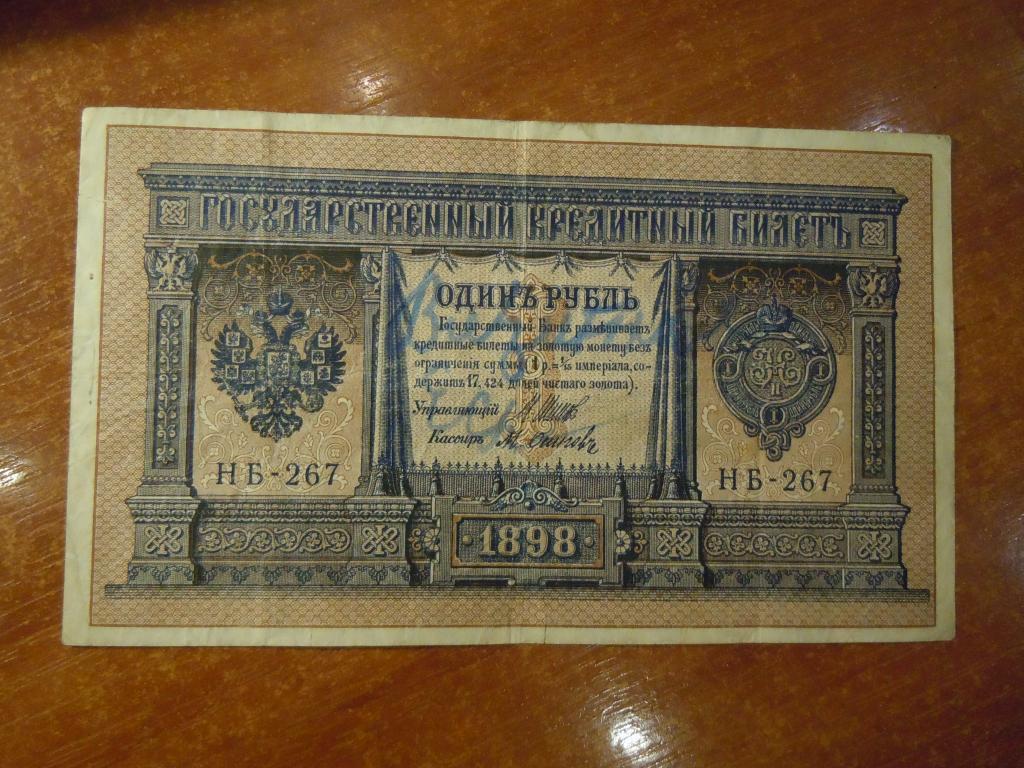 ГОСУДАРСТВЕННЫЙ КРЕДИТНЫЙ БИЛЕТЪ
ОДИНЪ РУБЛЬ
Государственный Банкъ размѣниваетъ
кредитные билеты на золотую монету безъ
ограниченія суммы (1 р. = 1/15 имперіала, со-
держитъ 17,424 долей чистаго золота).
Управляющій
Кассиръ
НБ-267
НБ-267
1898